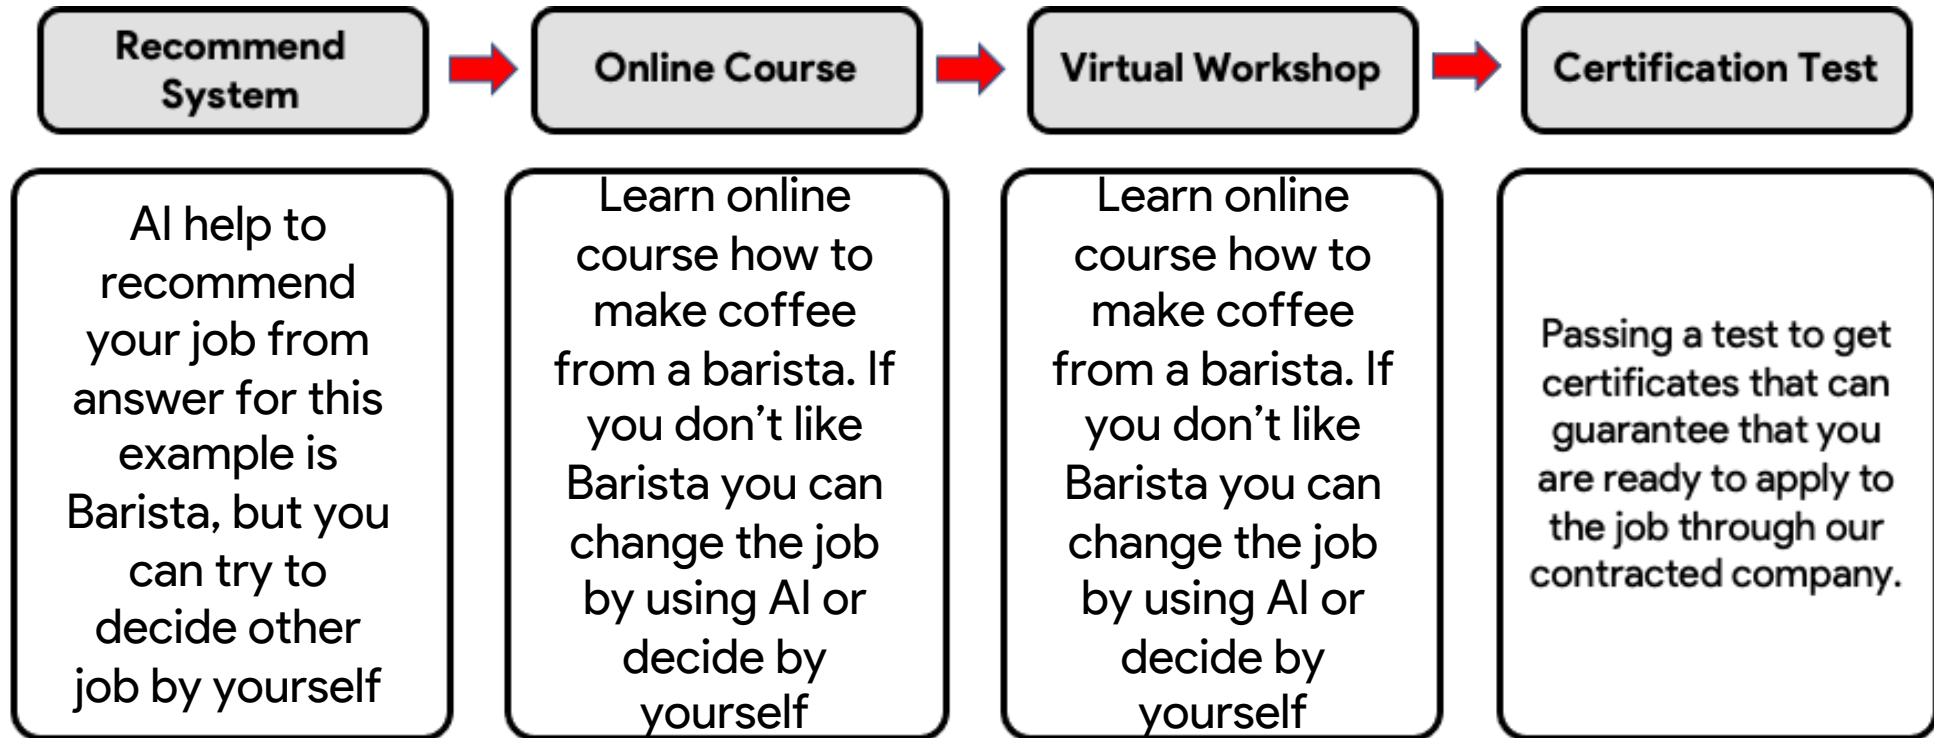 Recommend
System
Online Course
Virtual Workshop
Certification Test
AI help to
recommend
your job from
answer for this
example is
Barista, but you
can try to
decide other
job by yourself
Learn online
course how to
make coffee
from a barista. If
you don't like
Barista you can
change the job
by using AI or
decide by
yourself
Learn online
course how to
make coffee
from a barista. If
you don't like
Barista you can
change the job
by using AI or
decide by
yourself
Passing a test to get
certificates that can
guarantee that you
are ready to apply to
the job through our
contracted company.